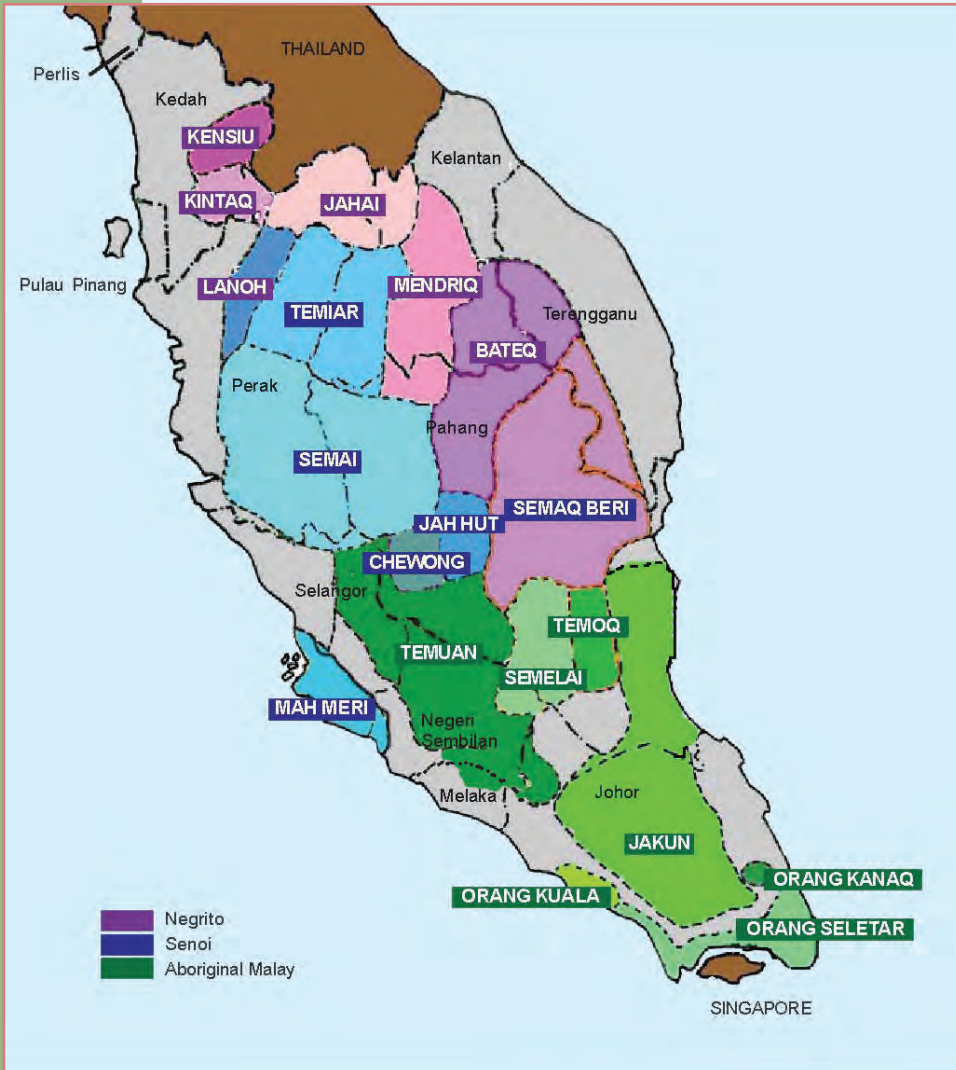 THAILAND
Perlis
Kedah
KENSIU
Kelantan
KINTAQ
JAHAI
Pulau Pinang
LANOH
MENDRIQ
TEMIAR
Terengganu
BATEQ
Perak
Pahang
SEMAI
SEMAQ BERI
JAH HUT
CHEWONG
Selangor
TEMOQ
TEMUAN
SEMELAI
MAH MERI
Negeri
Sembilan
Melaka
Johor
JAKUN
ORANG KANAQ
ORANG KUALA
ORANG SELETAR
Negrito
Senoi
Aboriginal Malay
SINGAPORE